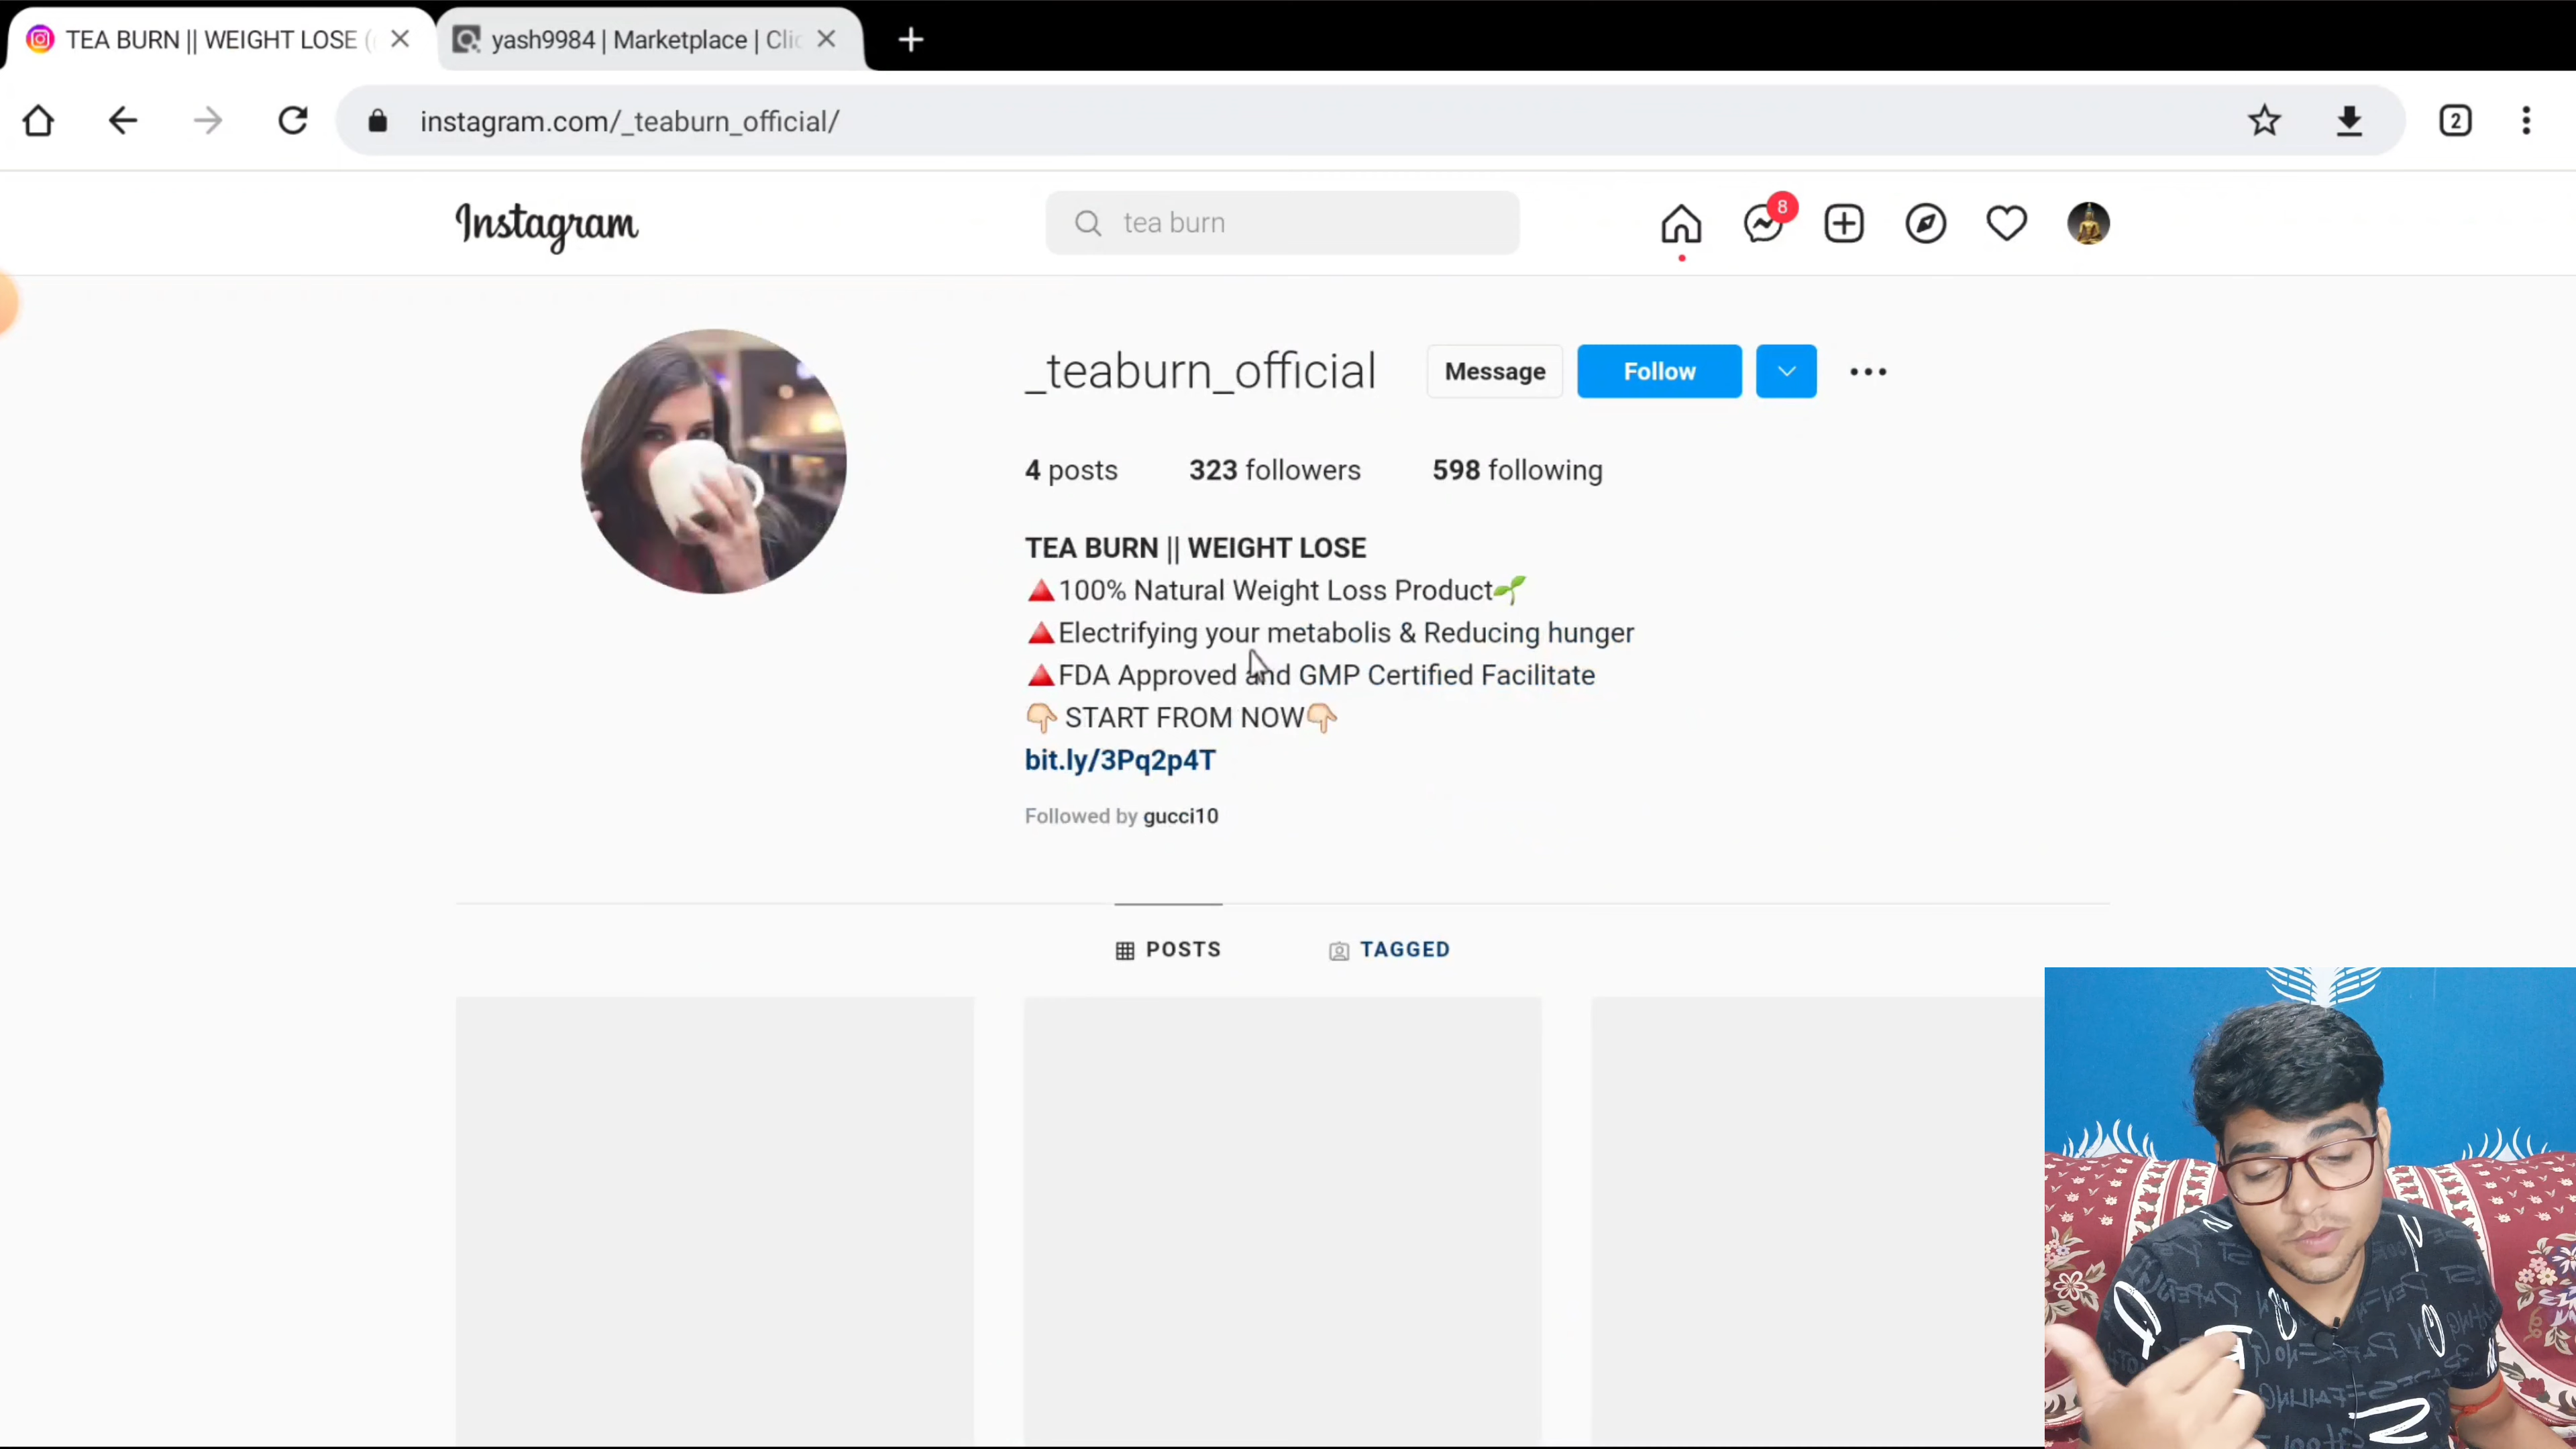 TEA BURN || WEIGHT LOSE (
yash9984 | Marketplace | Clic
instagram.com/_teaburn_official/
2
Instagram
tea burn
8
_teaburn_official
Message
Follow
4 posts
323 followers
598 following
TEA BURN || WEIGHT LOSE
🔺100% Natural Weight Loss Product🌱
🔺Electrifying your metabolis & Reducing hunger
🔺FDA Approved and GMP Certified Facilitate
👇🏻 START FROM NOW👇🏻
bit.ly/3Pq2p4T
Followed by gucci10
POSTS
TAGGED